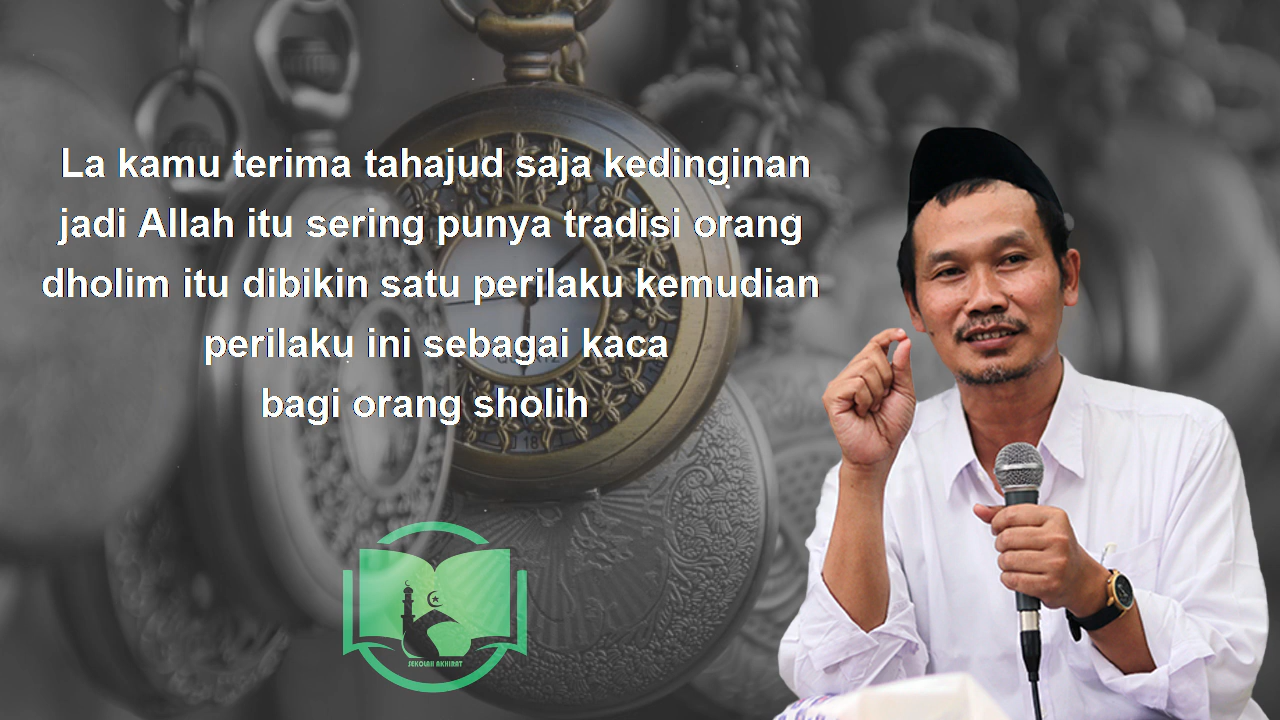 La kamu terima tahajud saja kedinginan
jadi Allah itu sering punya tradisi orang
dholim itu dibikin satu perilaku kemudian
perilaku ini sebagai kaca
bagi orang sholih
SEKOLAH AKHIRAT